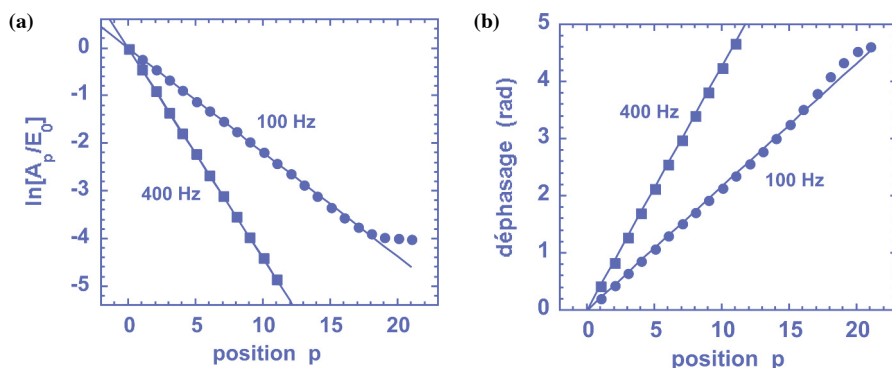 (a)
ln[A_p/E_0]
0
-1
-2
-3
-4
-5
100 Hz
400 Hz
0 5 10 15 20
position p
(b)
déphasage (rad)
5
4
3
2
1
0
400 Hz
100 Hz
0 5 10 15 20
position p